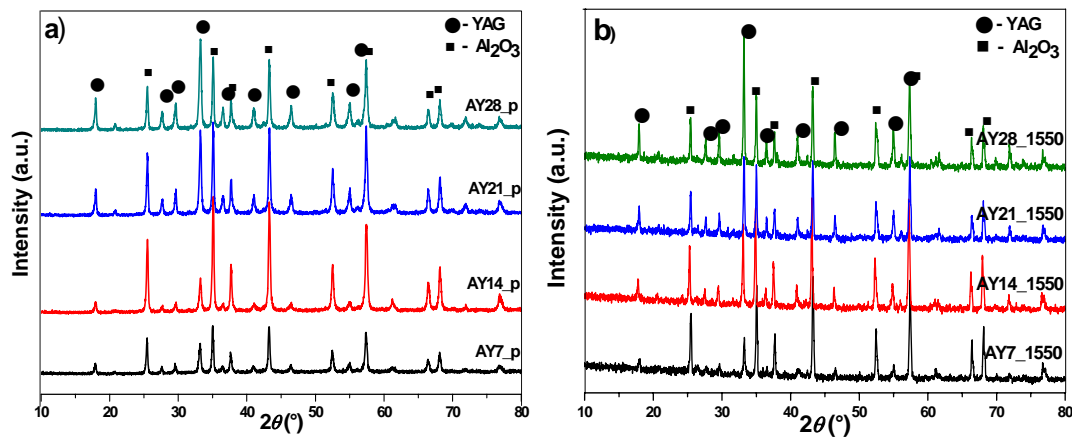 a)
- YAG
- Al₂O₃
AY28_p
AY21_p
AY14_p
AY7_p
Intensity (a.u.)
10 20 30 40 50 60 70 80
2θ (°)
b)
- YAG
- Al₂O₃
AY28_1550
AY21_1550
AY14_1550
AY7_1550
Intensity (a.u.)
10 20 30 40 50 60 70 80
2θ (°)